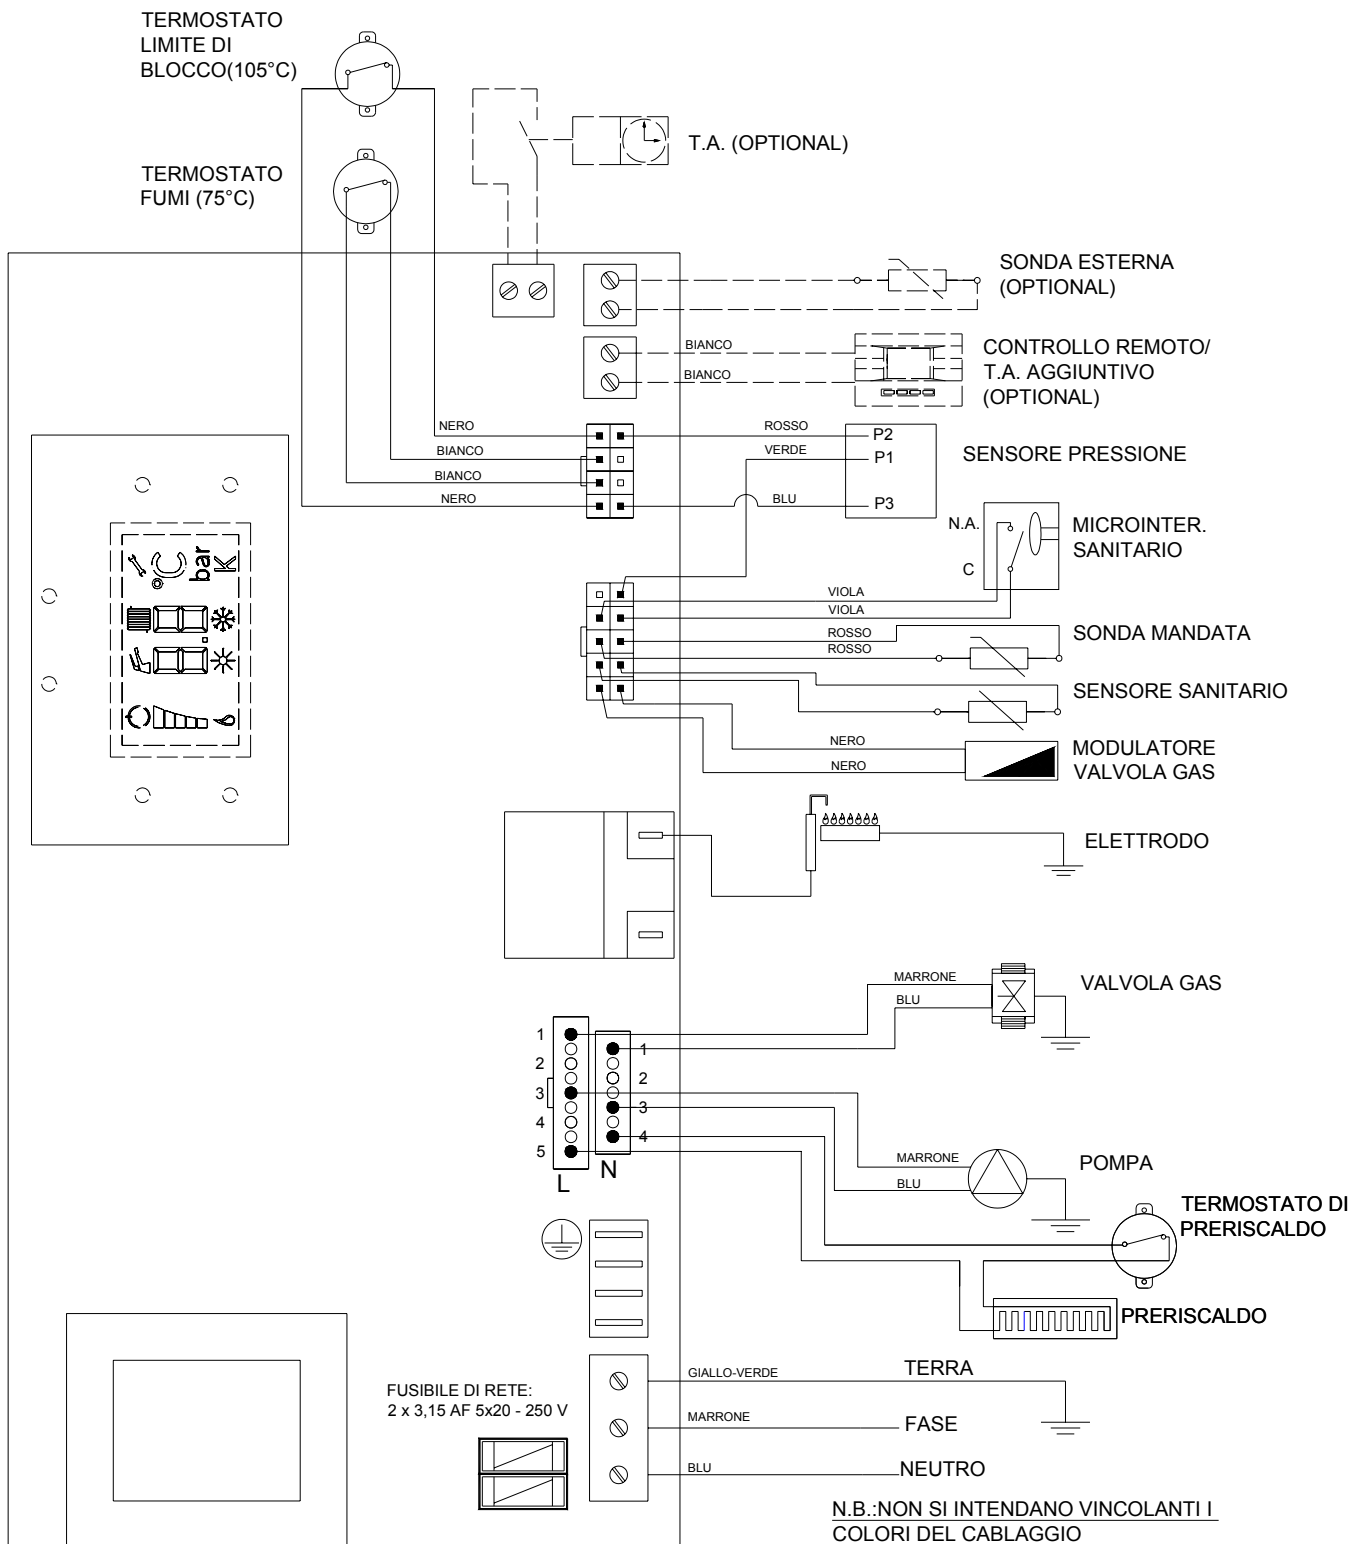 TERMOSTATO
LIMITE DI
BLOCCO(105°C)
T.A. (OPTIONAL)
TERMOSTATO
FUMI (75°C)
SONDA ESTERNA
(OPTIONAL)
BIANCO
BIANCO
CONTROLLO REMOTO/
T.A. AGGIUNTIVO
(OPTIONAL)
NERO
BIANCO
BIANCO
NERO
ROSSO
VERDE
BLU
P2
P1
P3
SENSORE PRESSIONE
N.A.
C
MICROINTER.
SANITARIO
°C
bar
K
VIOLA
VIOLA
ROSSO
ROSSO
SONDA MANDATA
SENSORE SANITARIO
NERO
NERO
MODULATORE
VALVOLA GAS
ELETTRODO
MARRONE
BLU
VALVOLA GAS
1
2
3
4
5
L
1
2
3
4
N
MARRONE
BLU
POMPA
TERMOSTATO DI
PRERISCALDO
PRERISCALDO
FUSIBILE DI RETE:
2 x 3,15 AF 5x20 - 250 V
GIALLO-VERDE
TERRA
MARRONE
FASE
BLU
NEUTRO
N.B.:NON SI INTENDANO VINCOLANTI I
COLORI DEL CABLAGGIO